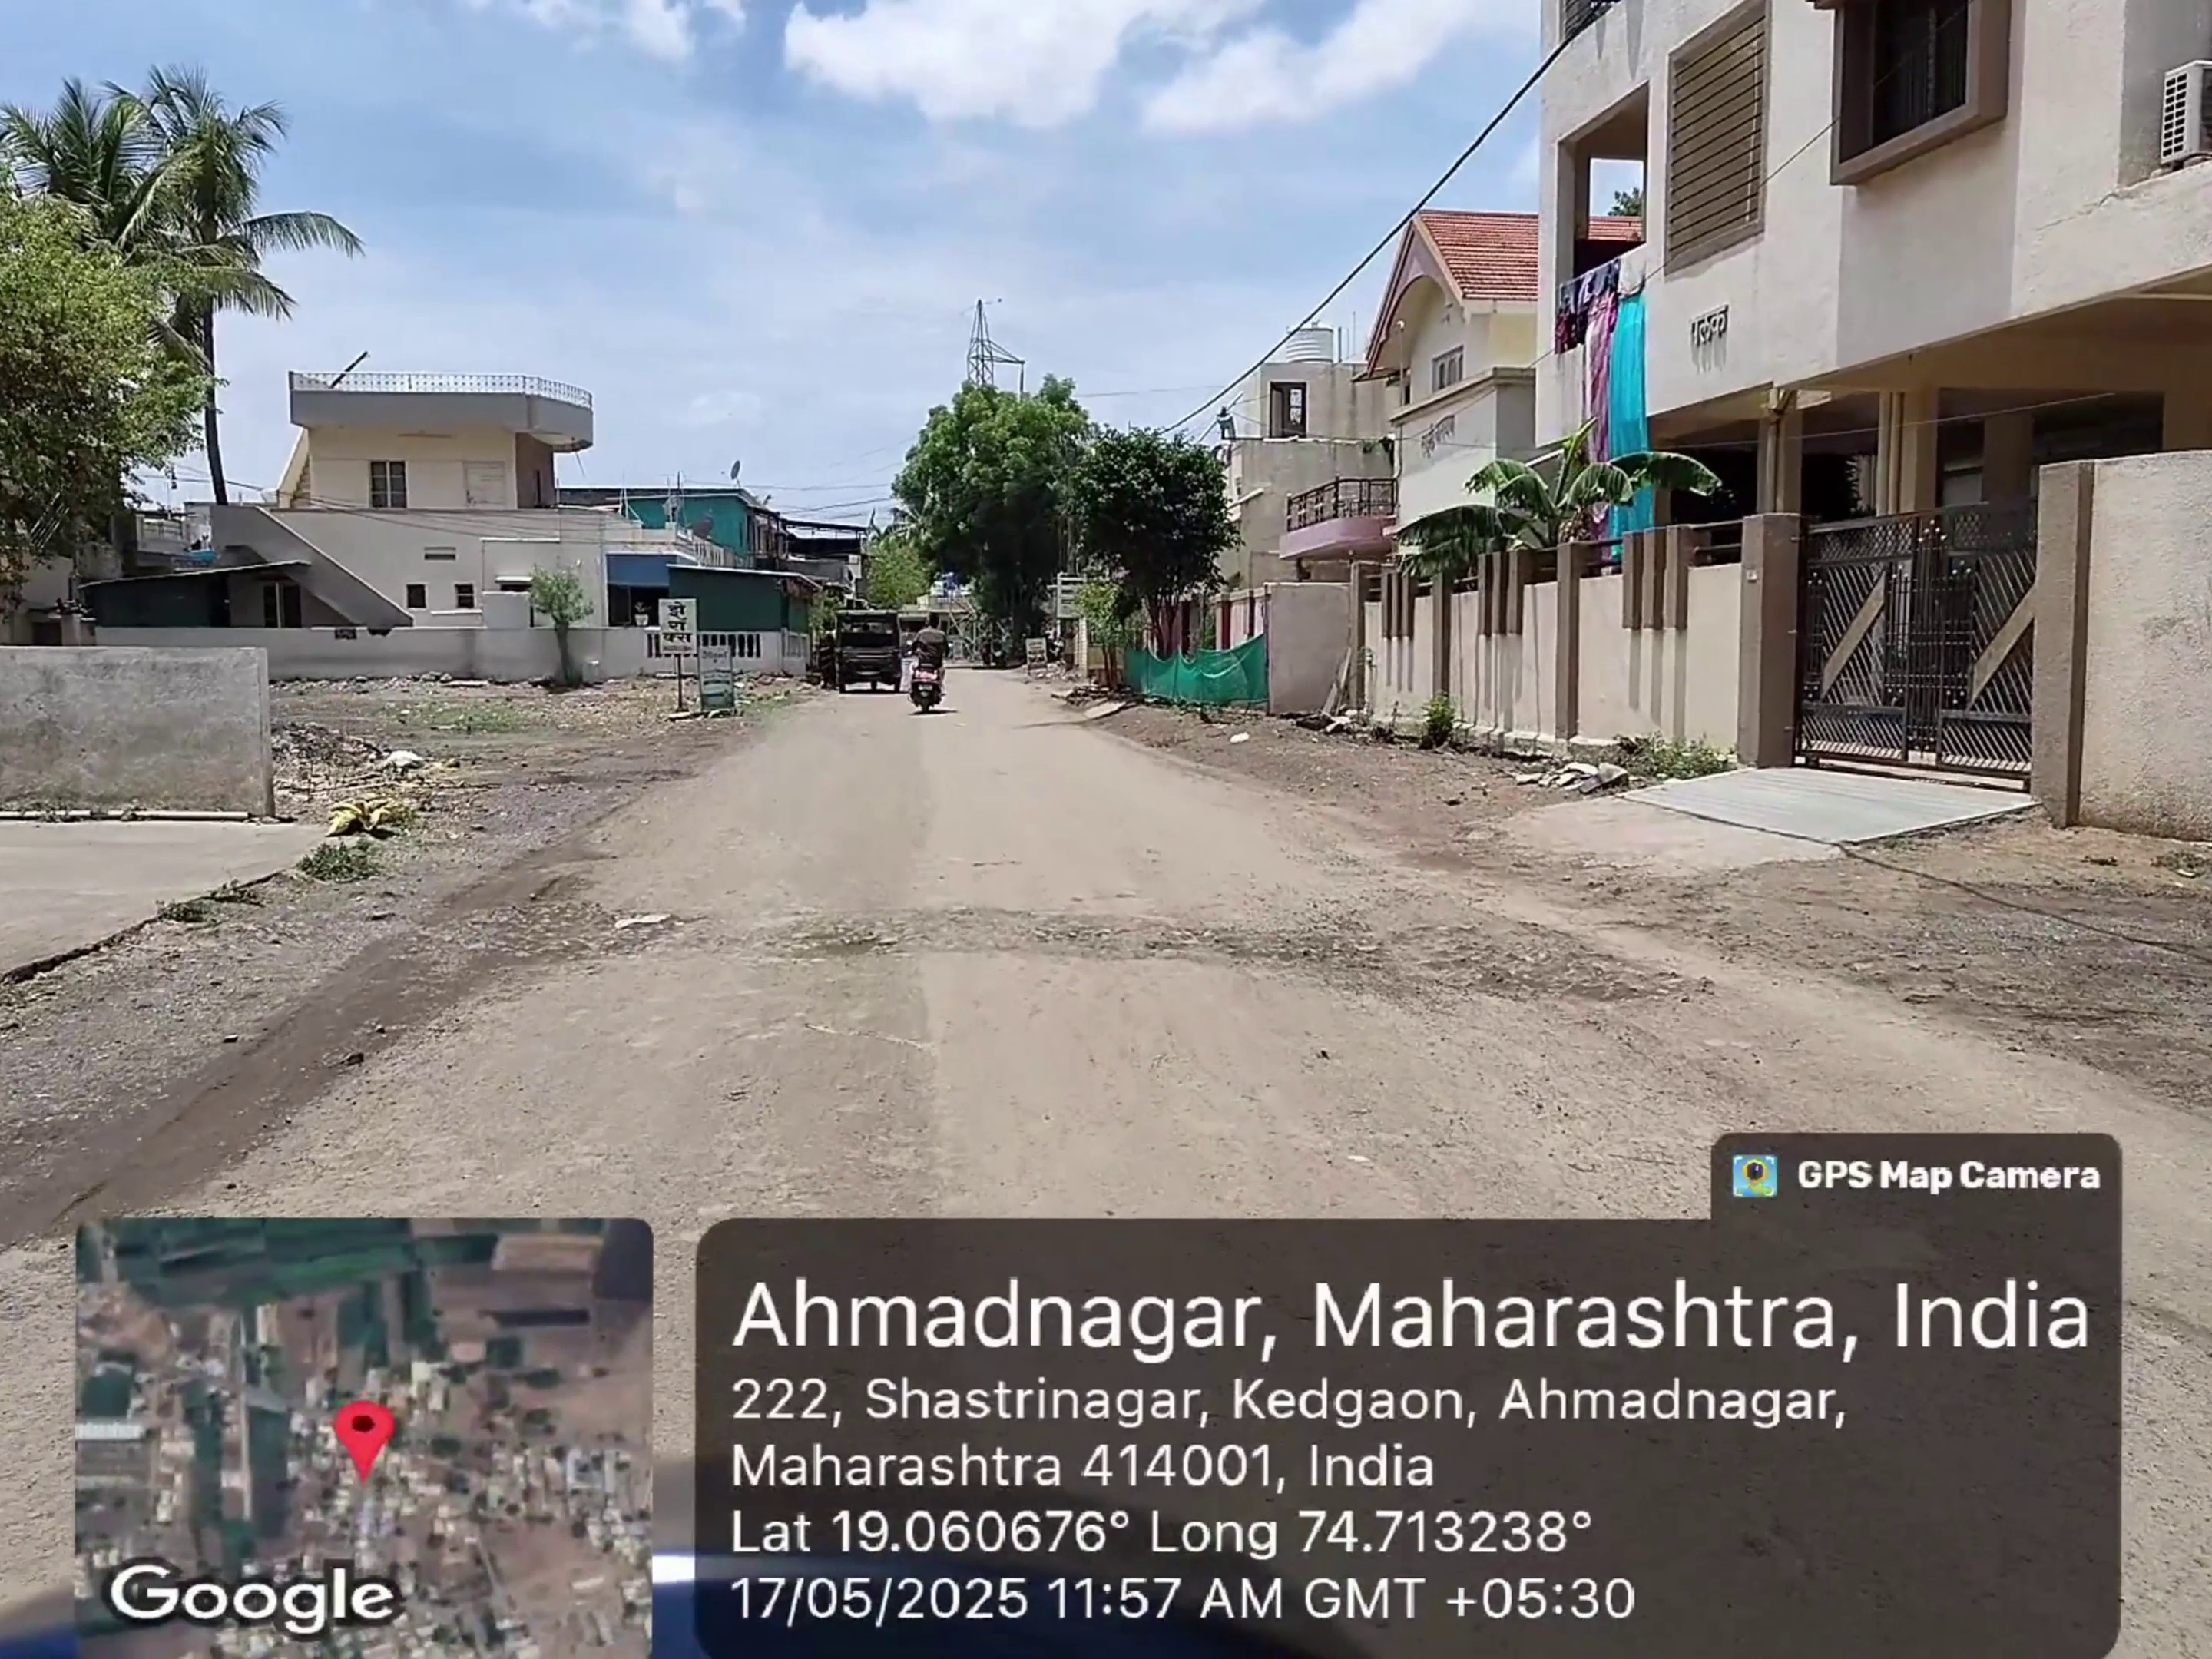 झे
रॉ
क्स
GPS Map Camera
Google
Ahmadnagar, Maharashtra, India
222, Shastrinagar, Kedgaon, Ahmadnagar,
Maharashtra 414001, India
Lat 19.060676° Long 74.713238°
17/05/2025 11:57 AM GMT +05:30